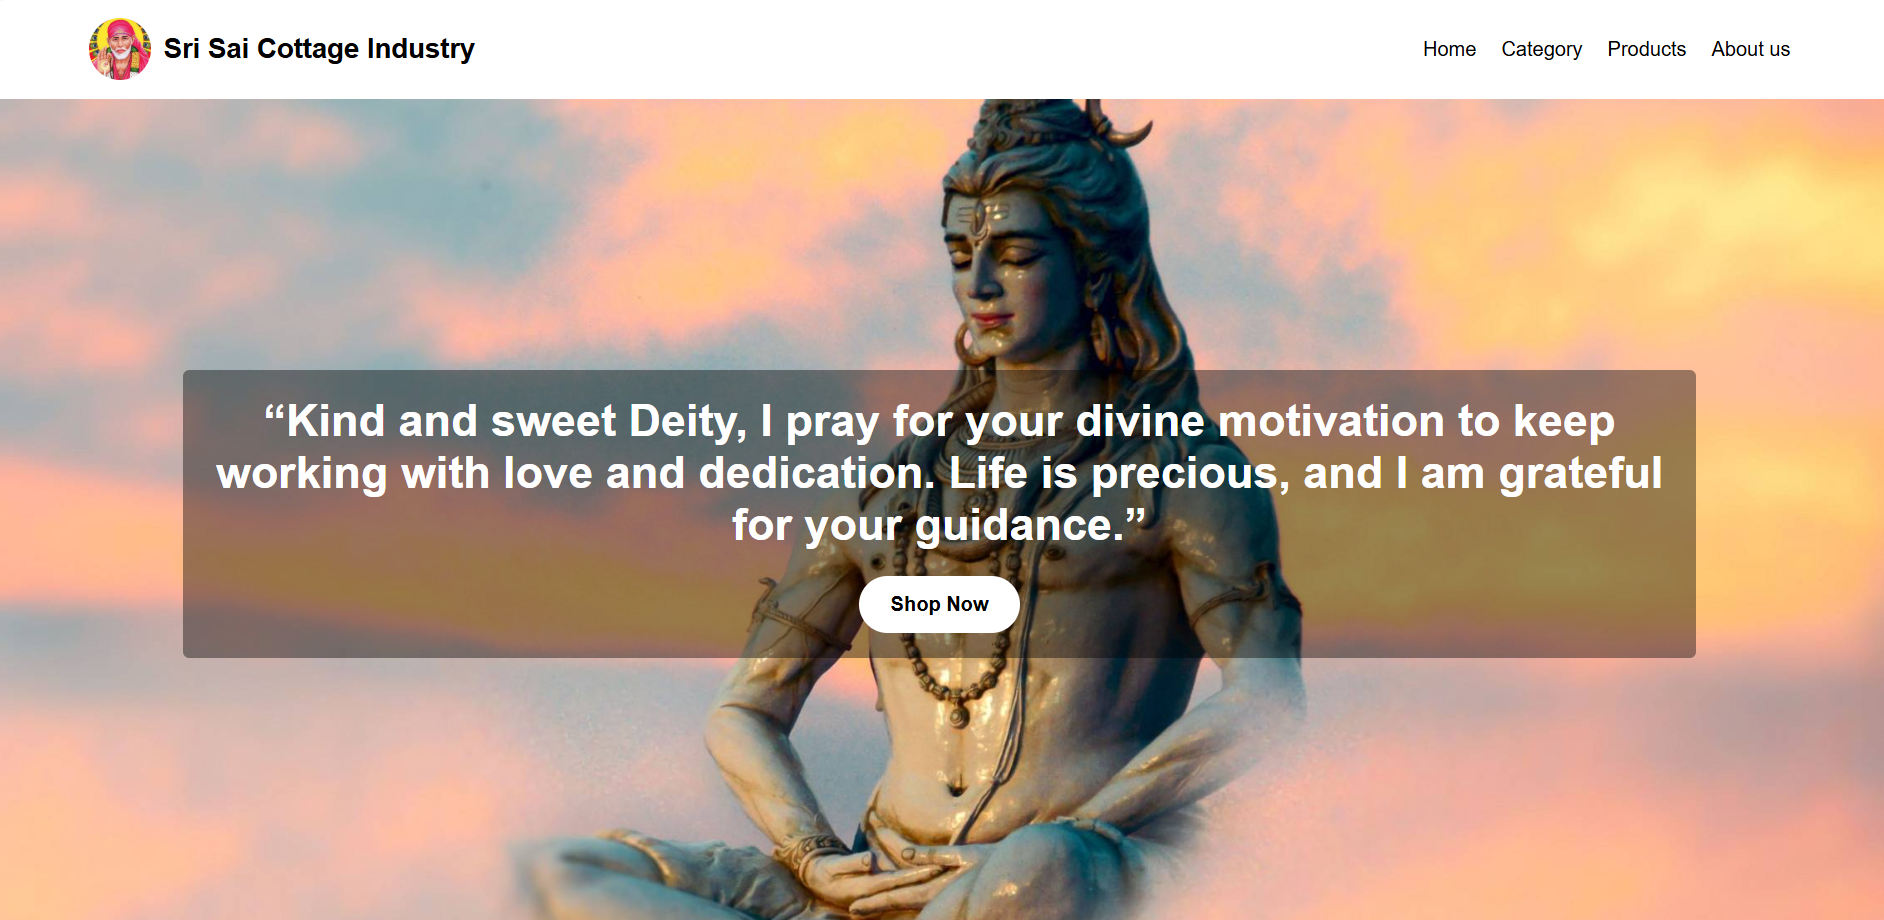 Sri Sai Cottage Industry
Home Category Products About us
“Kind and sweet Deity, I pray for your divine motivation to keep
working with love and dedication. Life is precious, and I am grateful
for your guidance.”
Shop Now